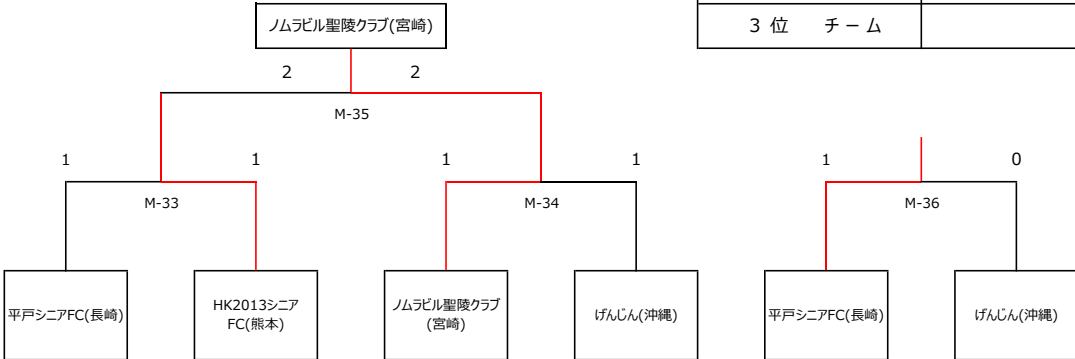 ノムラビル聖陵クラブ(宮崎)
3 位 チーム
2 2
M-35
1 1 1 1 1 0
M-33 M-34 M-36
平戸シニアFC(長崎)
HK2013シニア
FC(熊本)
ノムラビル聖陵クラブ
(宮崎)
げんじん(沖縄)
平戸シニアFC(長崎)
げんじん(沖縄)